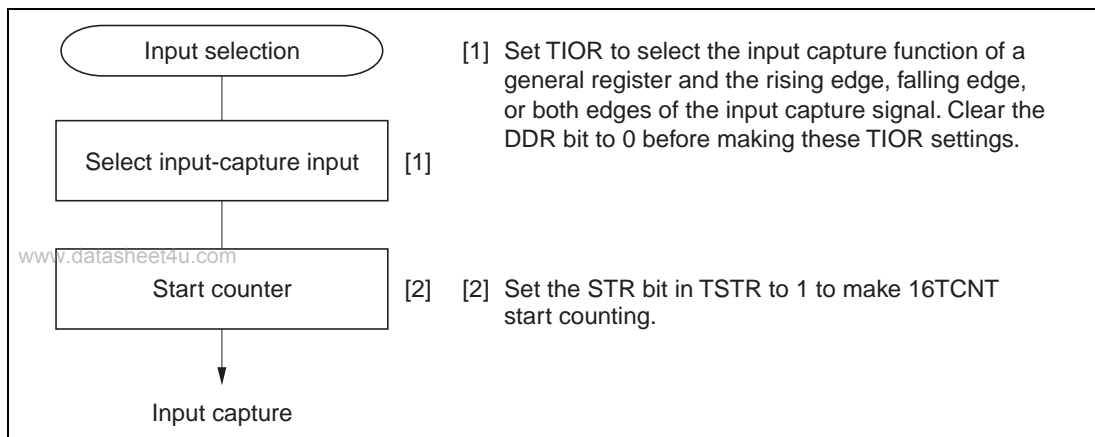 Input selection
[1] Set TIOR to select the input capture function of a
general register and the rising edge, falling edge,
or both edges of the input capture signal. Clear the
DDR bit to 0 before making these TIOR settings.
Select input-capture input [1]
www.datasheet4u.com
Start counter [2]
[2] Set the STR bit in TSTR to 1 to make 16TCNT
start counting.
Input capture